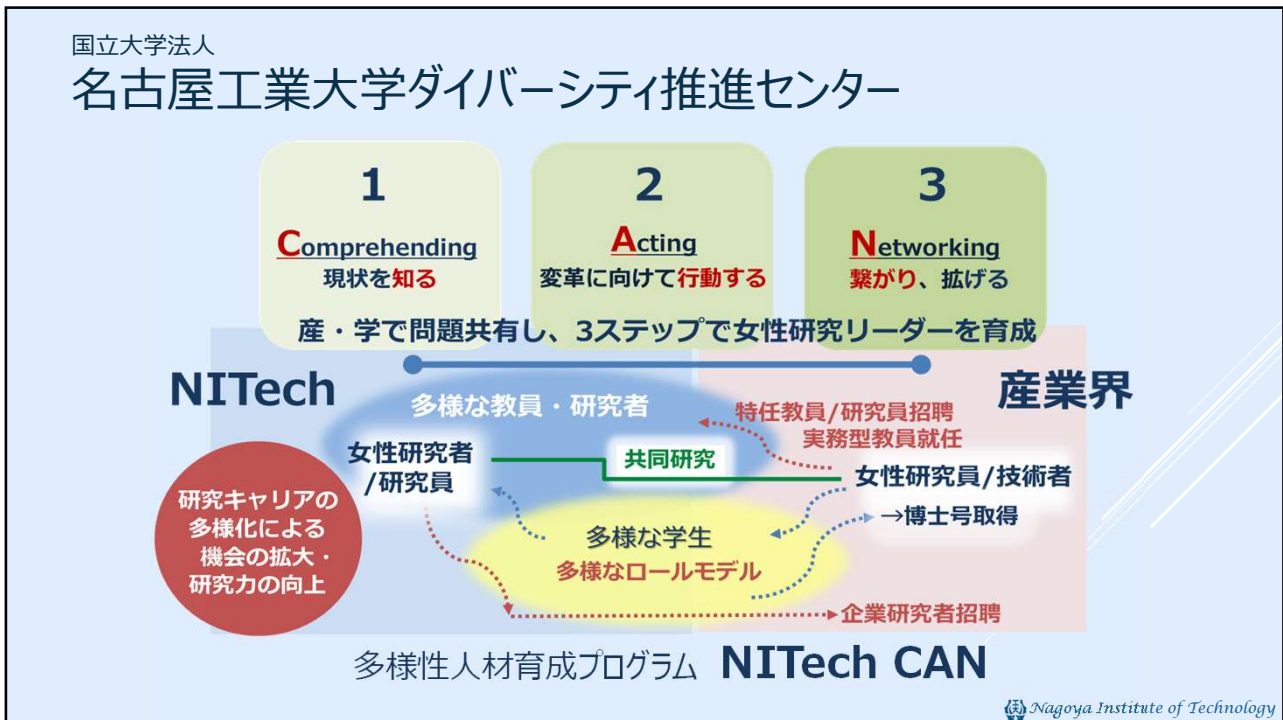 国立大学法人
名古屋工業大学ダイバーシティ推進センター
1
Comprehending
現状を知る
2
Acting
変革に向けて行動する
3
Networking
繋がり、拡げる
産・学で問題共有し、3ステップで女性研究リーダーを育成
NITech
産業界
多様な教員・研究者
特任教員/研究員招聘
実務型教員就任
女性研究者
/研究員
共同研究
女性研究員/技術者
→博士号取得
研究キャリアの
多様化による
機会の拡大・
研究力の向上
多様な学生
多様なロールモデル
企業研究者招聘
多様性人材育成プログラム NITech CAN
Nagoya Institute of Technology